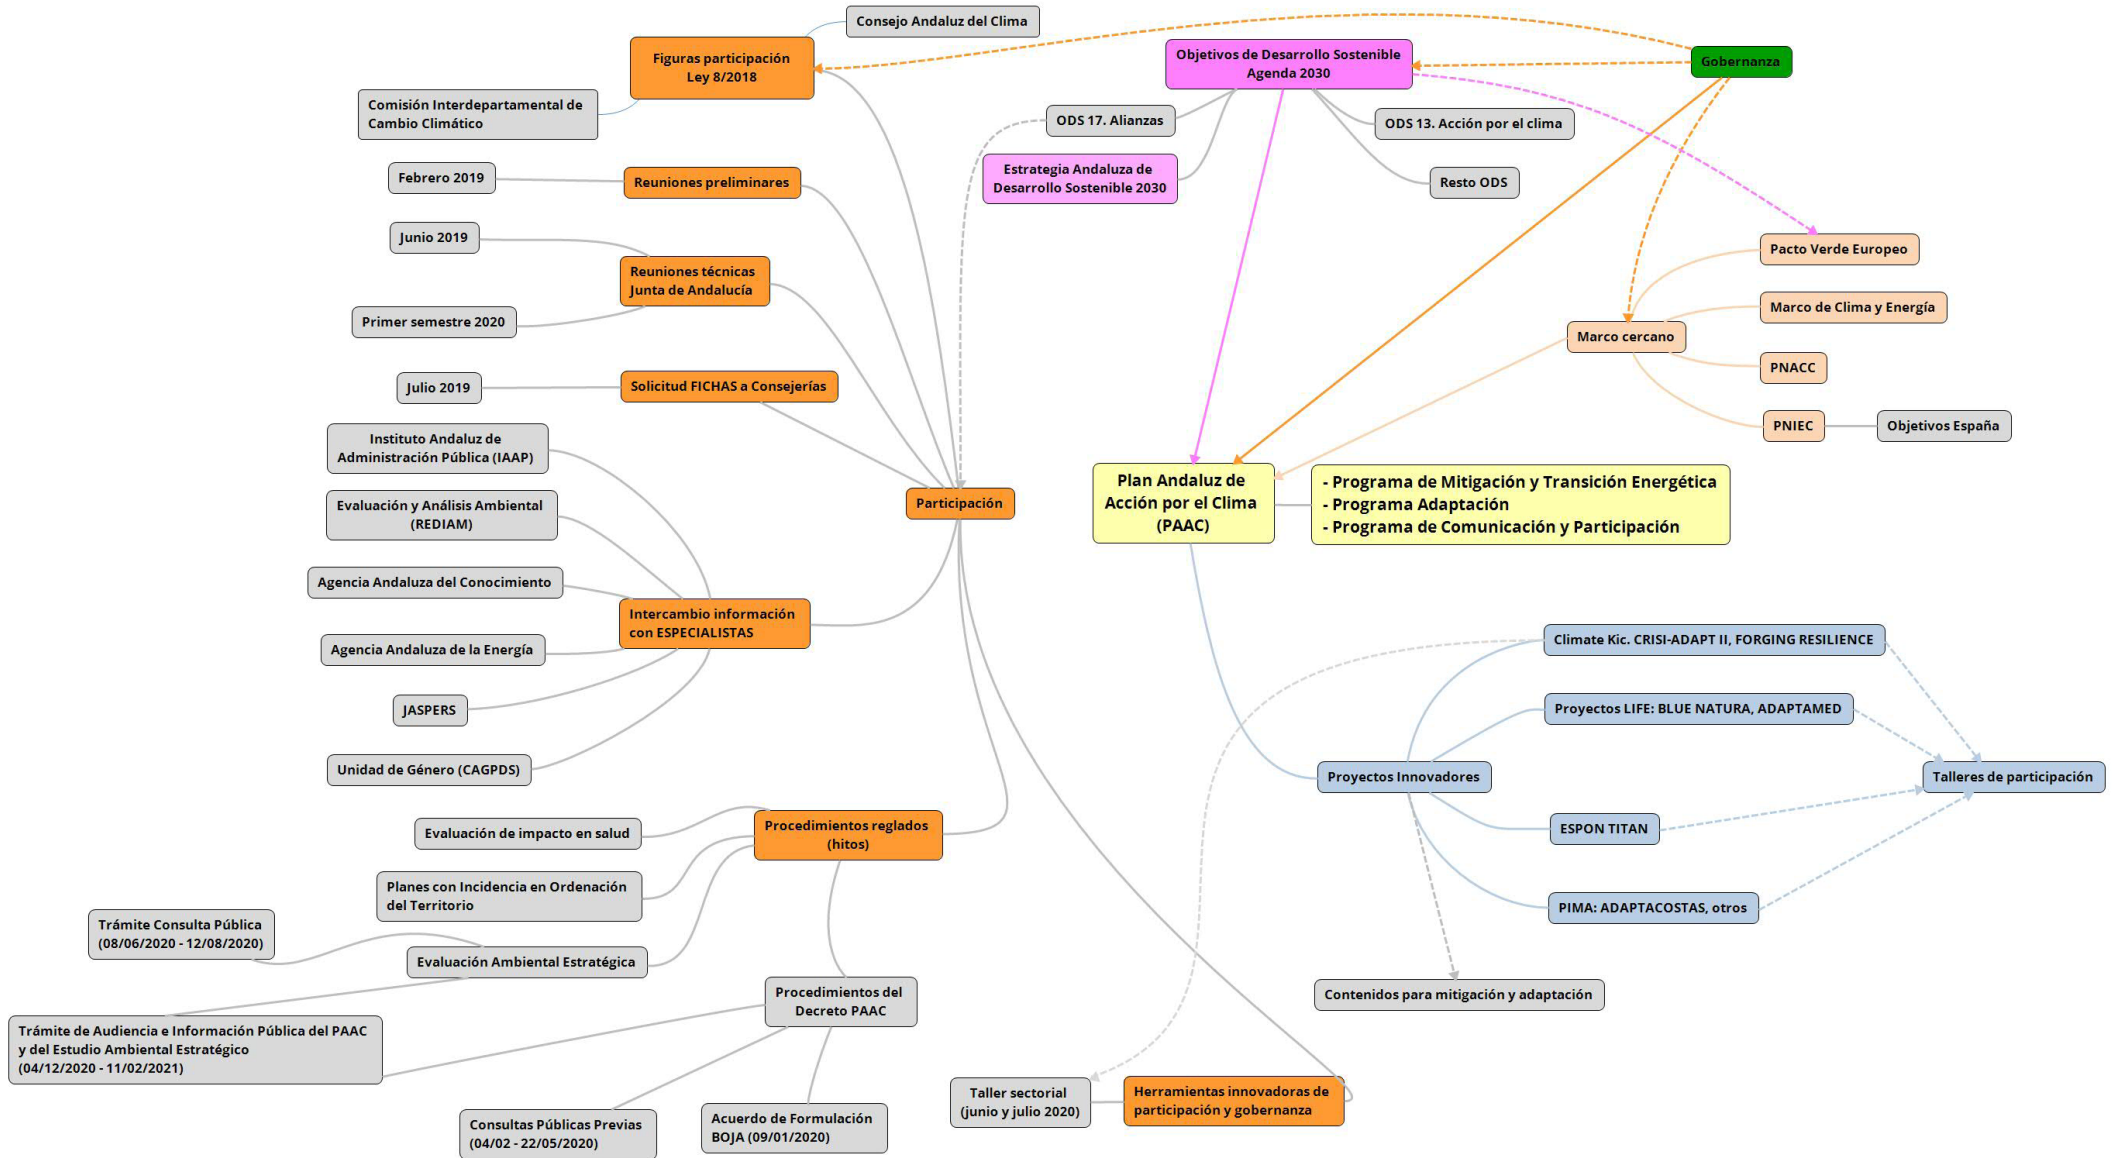 Consejo Andaluz del Clima
Figuras participación
Ley 8/2018
Comisión Interdepartamental de
Cambio Climático
Objetivos de Desarrollo Sostenible
Agenda 2030
Gobernanza
ODS 17. Alianzas
ODS 13. Acción por el clima
Estrategia Andaluza de
Desarrollo Sostenible 2030
Resto ODS
Febrero 2019
Reuniones preliminares
Junio 2019
Reuniones técnicas
Junta de Andalucía
Primer semestre 2020
Julio 2019
Solicitud FICHAS a Consejerías
Pacto Verde Europeo
Marco de Clima y Energía
Marco cercano
PNACC
PNIEC
Objetivos España
Instituto Andaluz de
Administración Pública (IAAP)
Evaluación y Análisis Ambiental
(REDIAM)
Agencia Andaluza del Conocimiento
Agencia Andaluza de la Energía
JASPERS
Unidad de Género (CAGPDS)
Intercambio información
con ESPECIALISTAS
Participación
Plan Andaluz de
Acción por el Clima
(PAAC)
- Programa de Mitigación y Transición Energética
- Programa Adaptación
- Programa de Comunicación y Participación
Climate Kic. CRISI-ADAPT II, FORGING RESILIENCE
Proyectos LIFE: BLUE NATURA, ADAPTAMED
Proyectos Innovadores
Talleres de participación
ESPON TITAN
PIMA: ADAPTACOSTAS, otros
Contenidos para mitigación y adaptación
Evaluación de impacto en salud
Procedimientos reglados
(hitos)
Planes con Incidencia en Ordenación
del Territorio
Trámite Consulta Pública
(08/06/2020 - 12/08/2020)
Evaluación Ambiental Estratégica
Procedimientos del
Decreto PAAC
Trámite de Audiencia e Información Pública del PAAC
y del Estudio Ambiental Estratégico
(04/12/2020 - 11/02/2021)
Consultas Públicas Previas
(04/02 - 22/05/2020)
Acuerdo de Formulación
BOJA (09/01/2020)
Taller sectorial
(junio y julio 2020)
Herramientas innovadoras de
participación y gobernanza